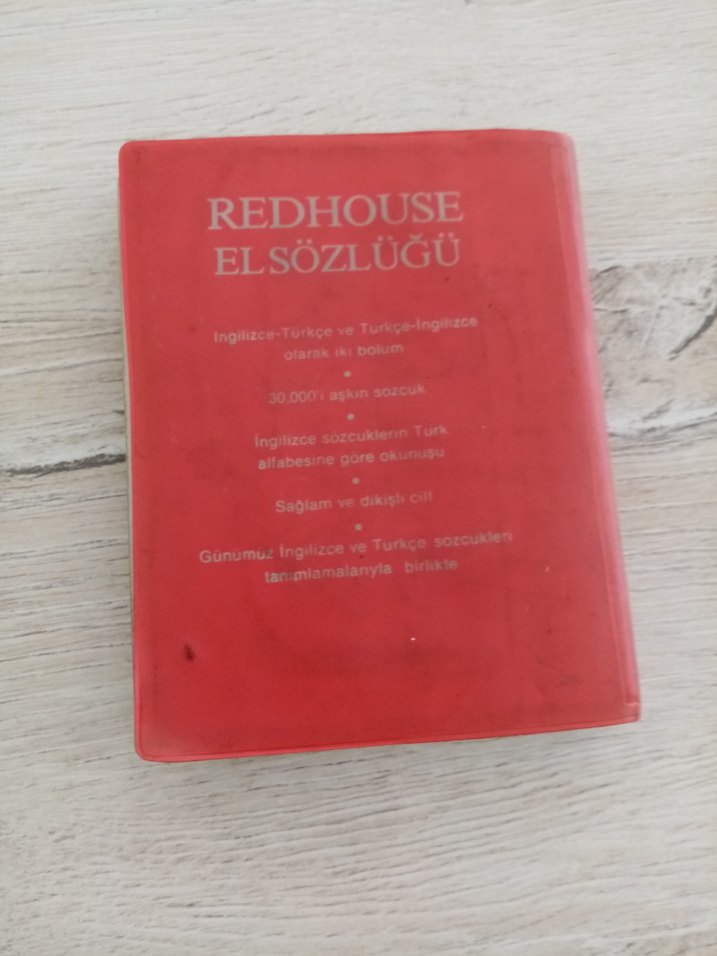 REDHOUSE
EL SÖZLÜĞÜ
İngilizce-Türkçe ve Türkçe-İngilizce
olarak iki bölüm
•
30,000'i aşkın sözcük
•
İngilizce sözcüklerin Türk
alfabesine göre okunuşu
•
Sağlam ve dikişli cilt
•
Günümüz İngilizce ve Türkçe sözcükleri
tanımlamalarıyla birlikte